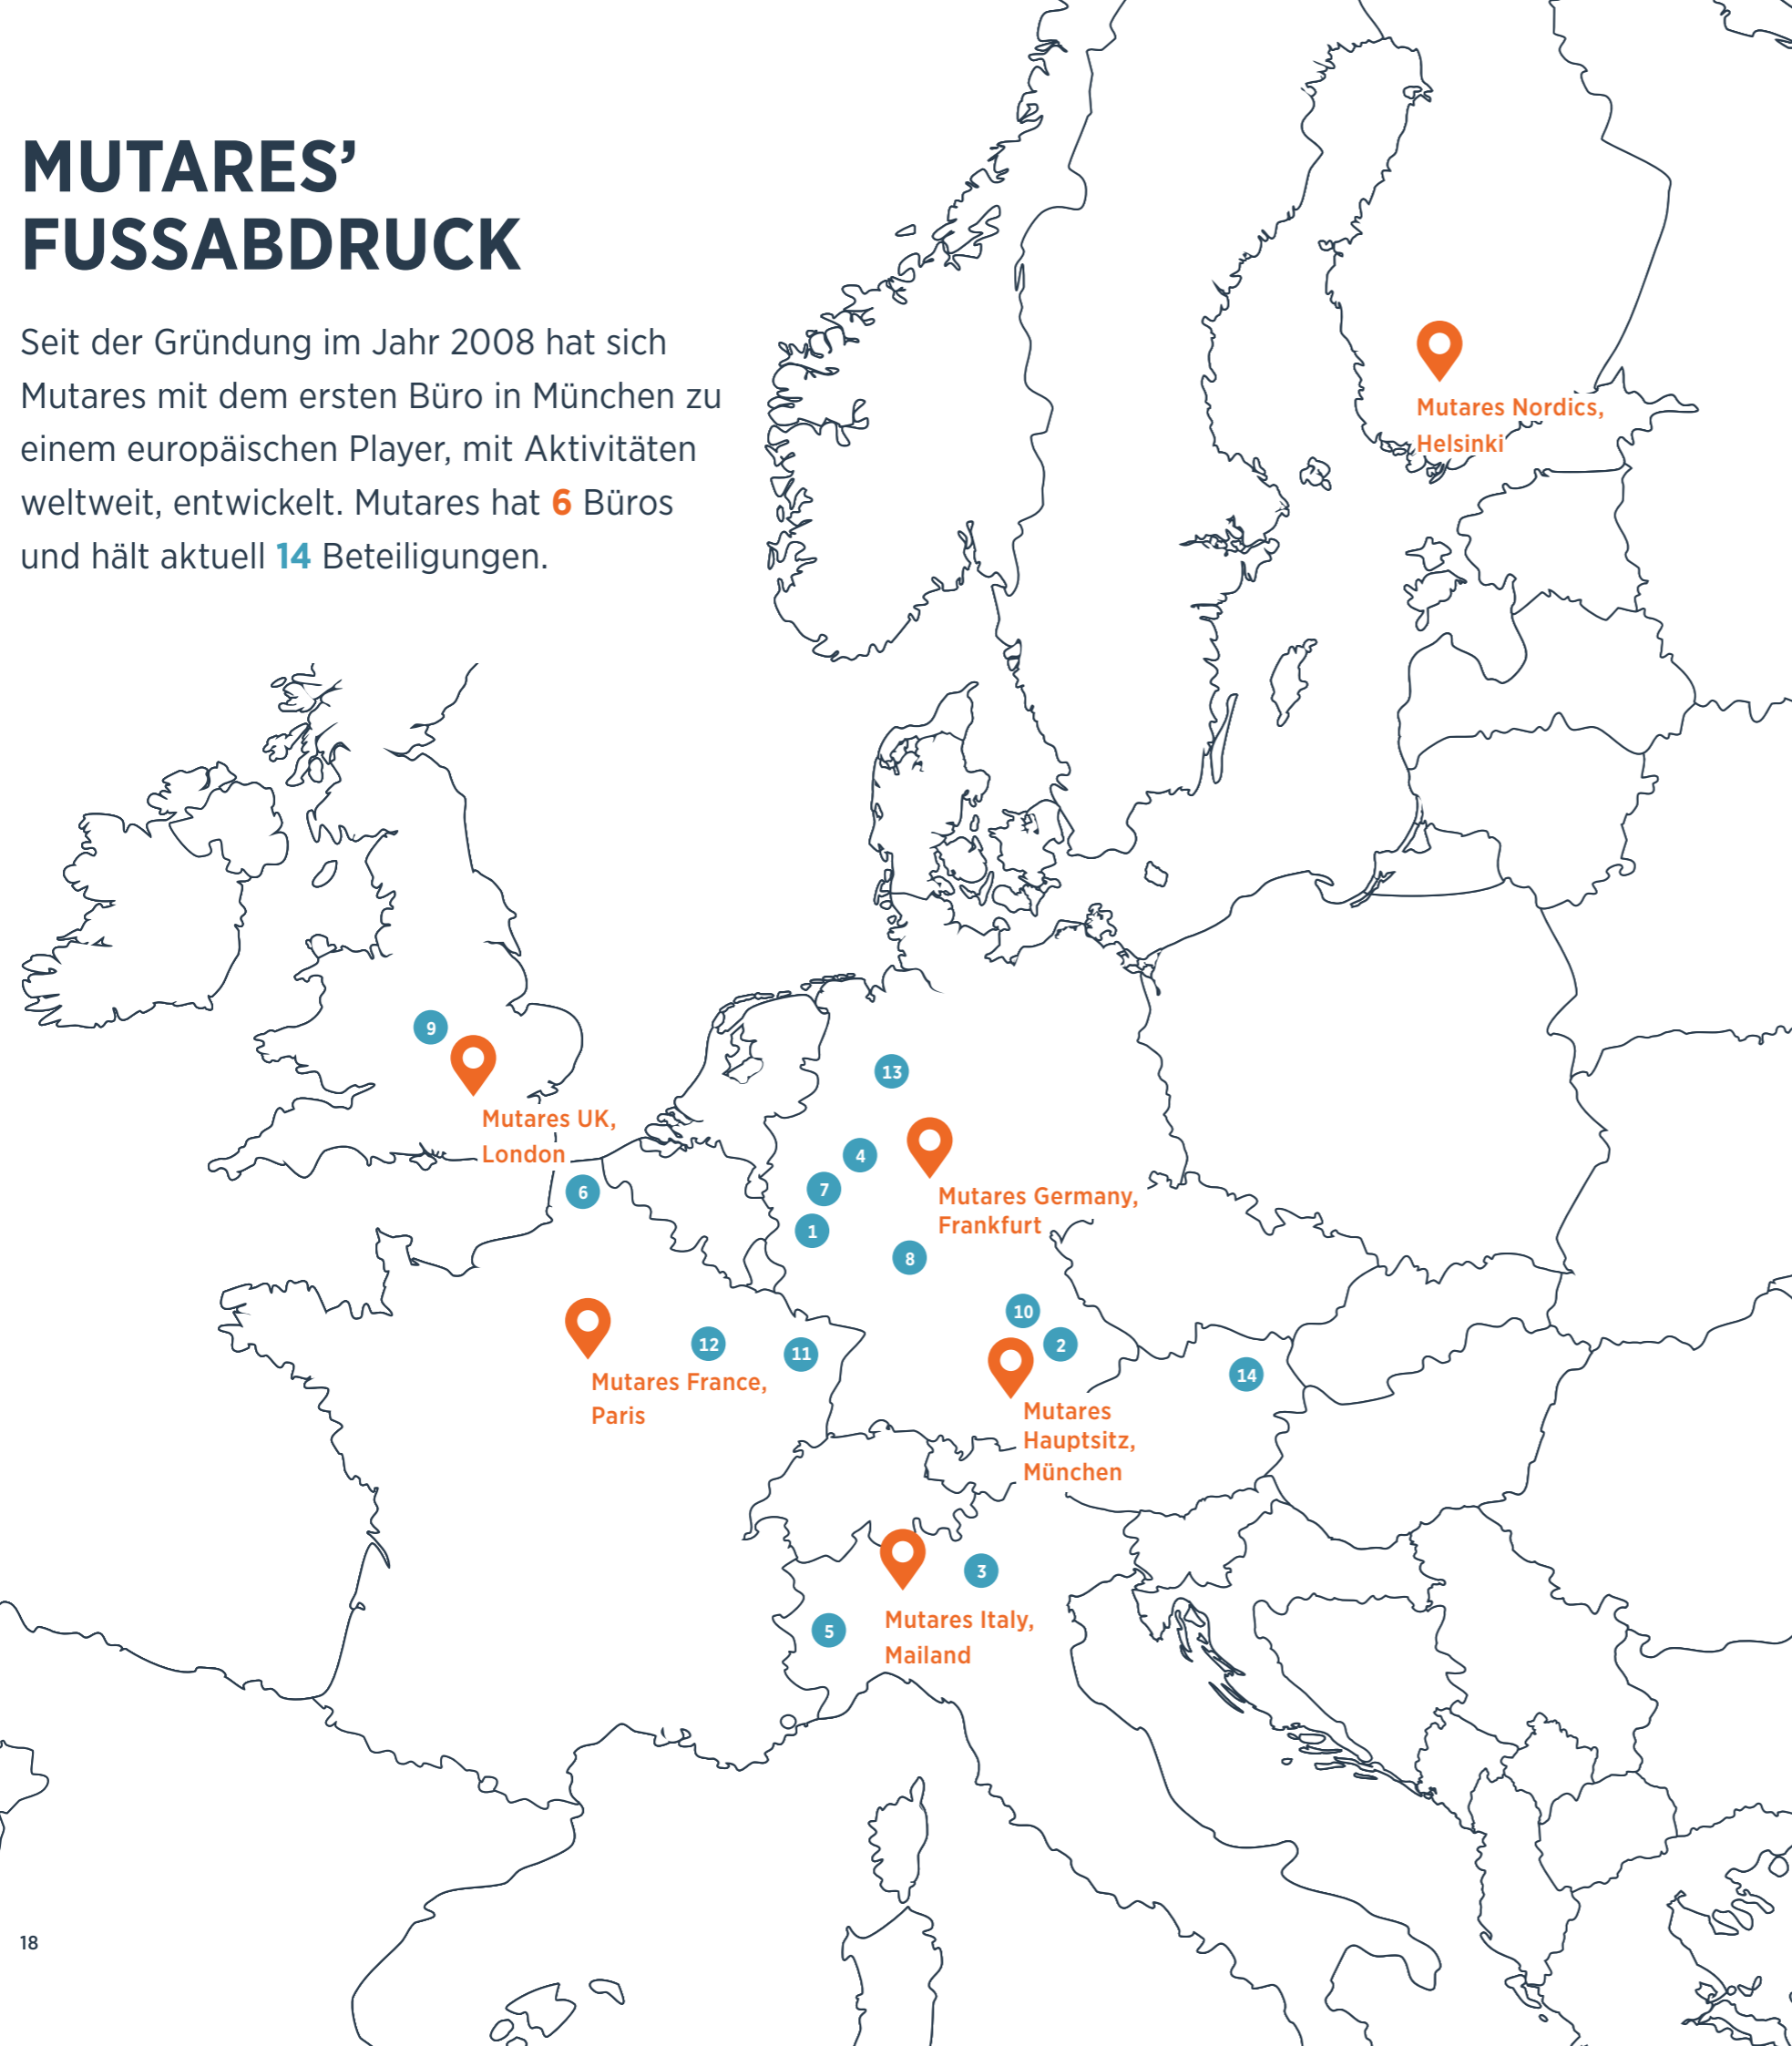 MUTARES’
FUSSABDRUCK
Seit der Gründung im Jahr 2008 hat sich
Mutares mit dem ersten Büro in München zu
einem europäischen Player, mit Aktivitäten
weltweit, entwickelt. Mutares hat 6 Büros
und hält aktuell 14 Beteiligungen.
Mutares Nordics,
Helsinki
9
Mutares UK,
London
6
13
4
7
1
Mutares Germany,
Frankfurt
8
10
2
14
12
11
Mutares France,
Paris
Mutares
Hauptsitz,
München
3
5
Mutares Italy,
Mailand
18